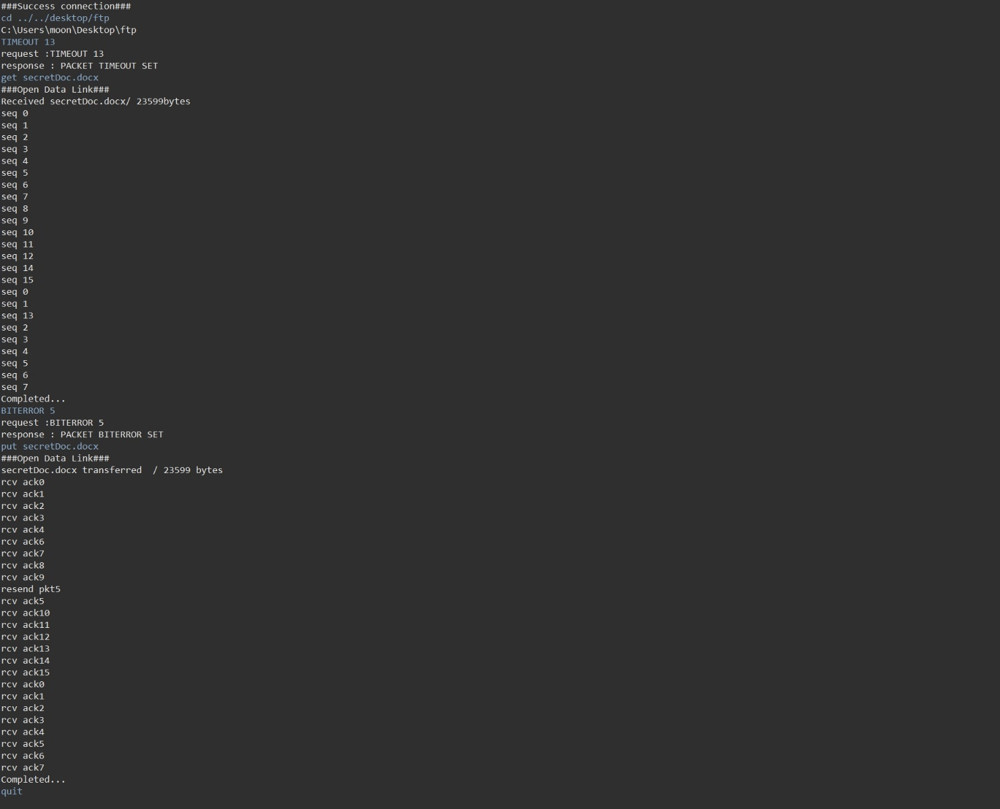 ###Success connection###
cd ../../desktop/ftp
C:\Users\moon\Desktop\ftp
TIMEOUT 13
request :TIMEOUT 13
response : PACKET TIMEOUT SET
get secretDoc.docx
###Open Data Link###
Received secretDoc.docx/ 23599bytes
seq 0
seq 1
seq 2
seq 3
seq 4
seq 5
seq 6
seq 7
seq 8
seq 9
seq 10
seq 11
seq 12
seq 14
seq 15
seq 0
seq 1
seq 13
seq 2
seq 3
seq 4
seq 5
seq 6
seq 7
Completed...
BITERROR 5
request :BITERROR 5
response : PACKET BITERROR SET
put secretDoc.docx
###Open Data Link###
secretDoc.docx transferred  / 23599 bytes
rcv ack0
rcv ack1
rcv ack2
rcv ack3
rcv ack4
rcv ack6
rcv ack7
rcv ack8
rcv ack9
resend pkt5
rcv ack5
rcv ack10
rcv ack11
rcv ack12
rcv ack13
rcv ack14
rcv ack15
rcv ack0
rcv ack1
rcv ack2
rcv ack3
rcv ack4
rcv ack5
rcv ack6
rcv ack7
Completed...
quit